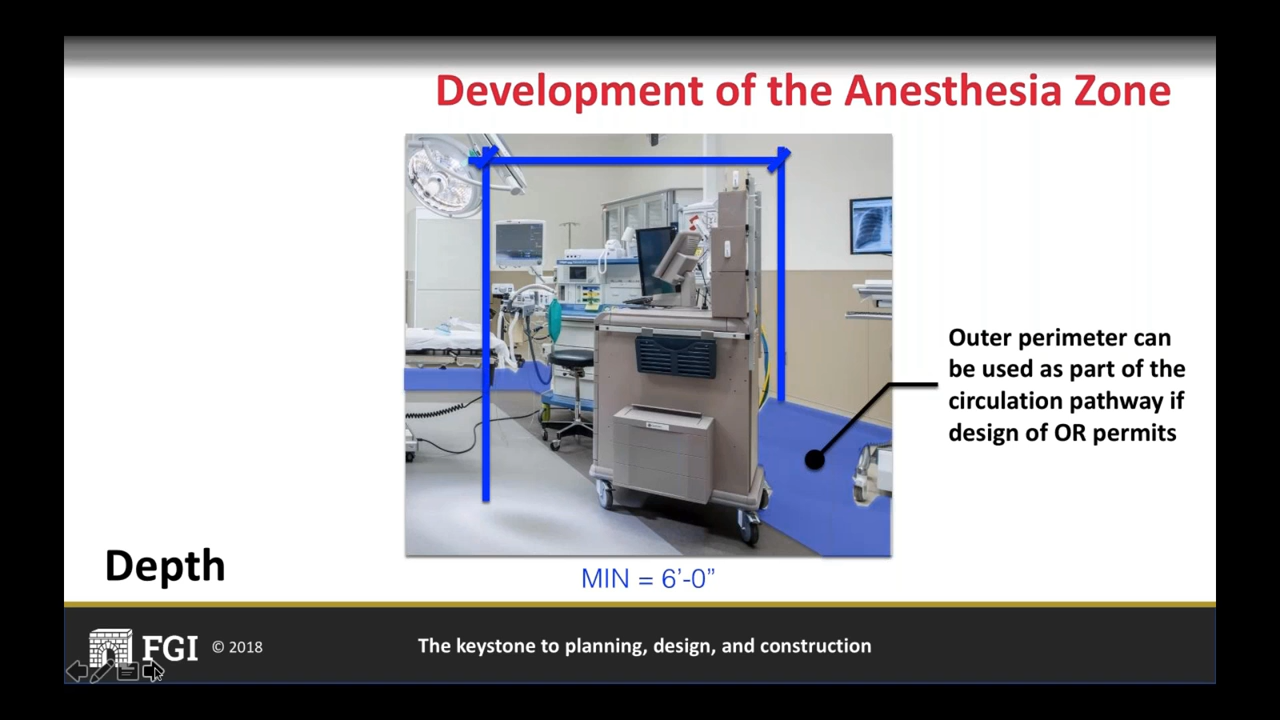 Development of the Anesthesia Zone
Outer perimeter can
be used as part of the
circulation pathway if
design of OR permits
Depth
MIN = 6’-0”
FGI © 2018
The keystone to planning, design, and construction